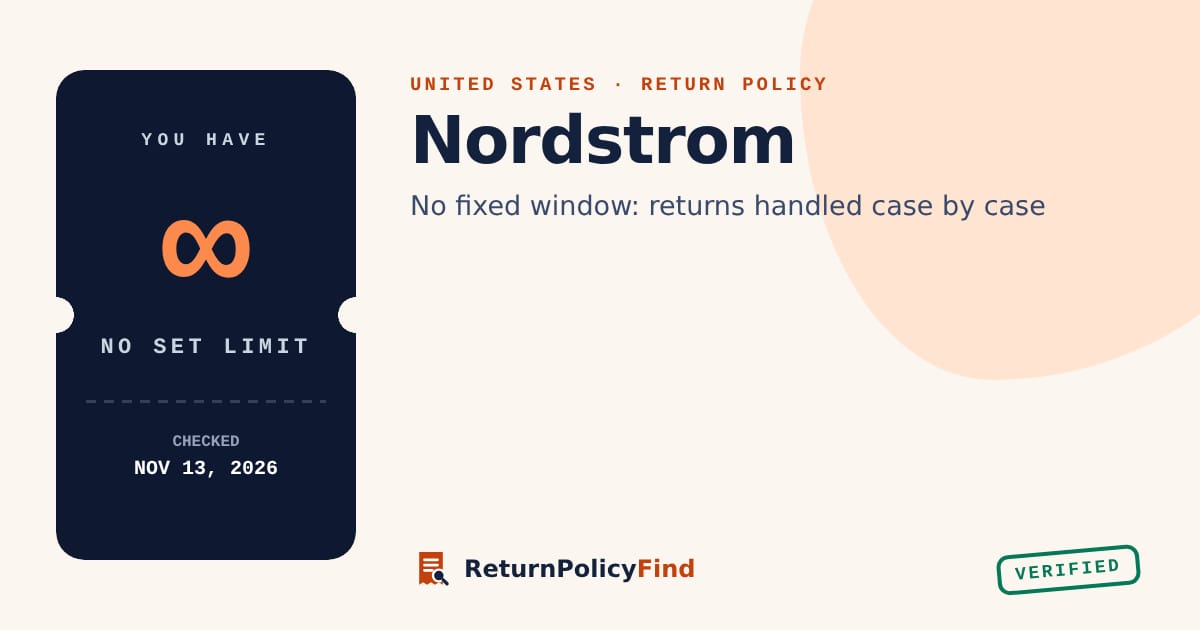 YOU HAVE
∞
NO SET LIMIT
CHECKED
NOV 13, 2026
UNITED STATES · RETURN POLICY
Nordstrom
No fixed window: returns handled case by case
ReturnPolicyFind
VERIFIED